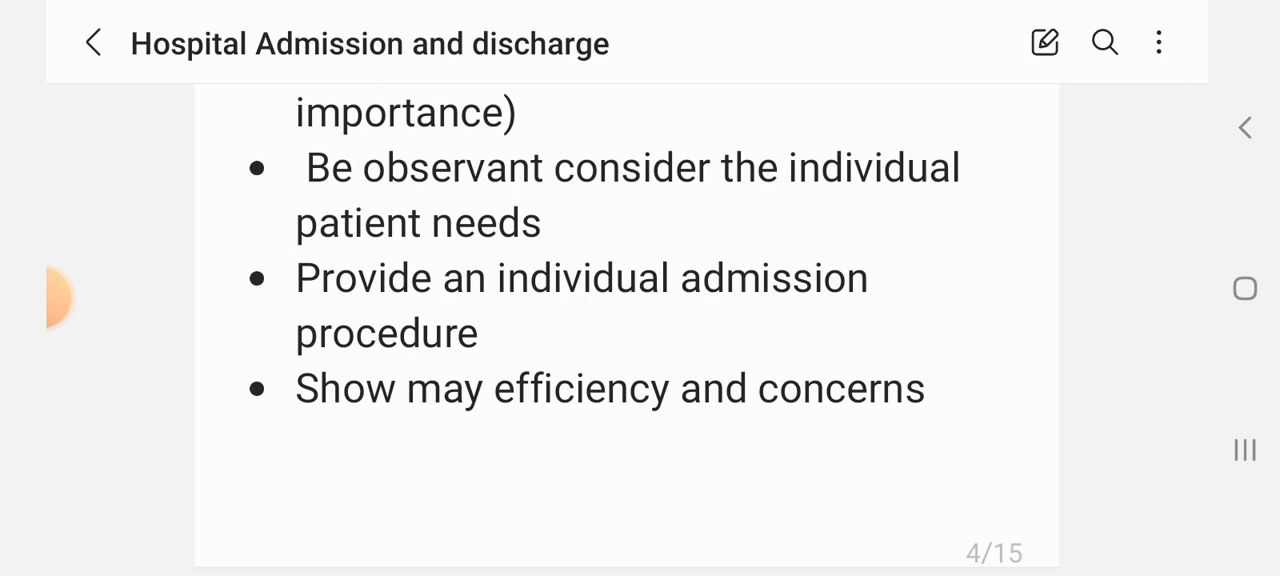 Hospital Admission and discharge
importance)
• Be observant consider the individual
patient needs
• Provide an individual admission
procedure
• Show may efficiency and concerns
4/15